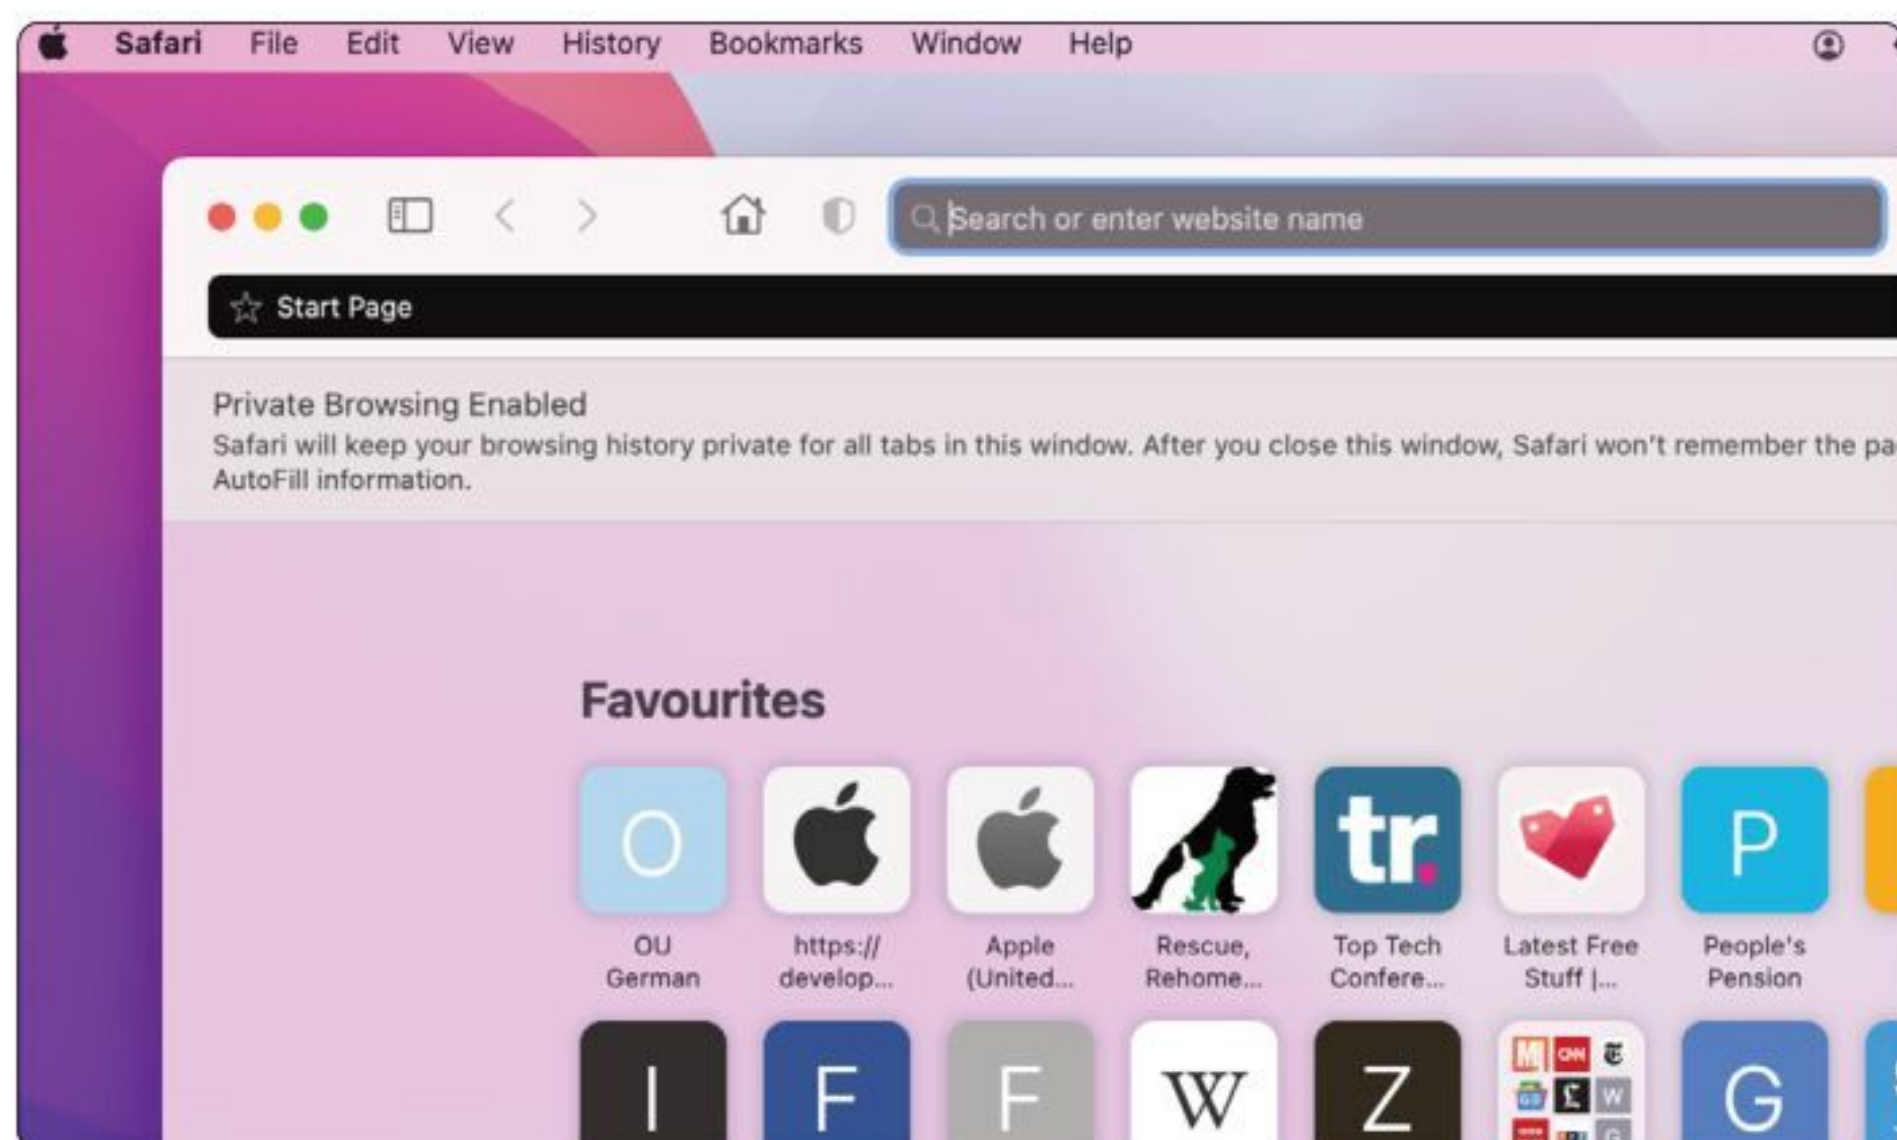 Safari File Edit View History Bookmarks Window Help
Search or enter website name
Start Page
Private Browsing Enabled
Safari will keep your browsing history private for all tabs in this window. After you close this window, Safari won't remember the pa
AutoFill information.
Favourites
O
tr.
P
OU German
https://develop...
Apple (United...
Rescue, Rehome...
Top Tech Confere...
Latest Free Stuff |...
People's Pension
I F F W Z G
M CNN
GB £ W
G